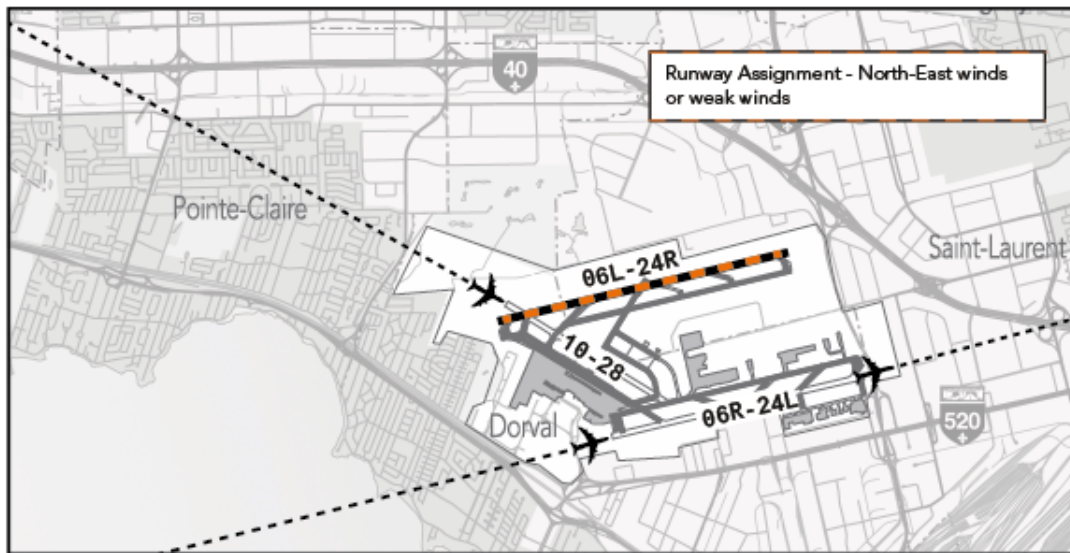 40
Runway Assignment - North-East winds
or weak winds
Pointe-Claire
Saint-Laurent
06L-24R
10-28
06R-24L
Dorval
520